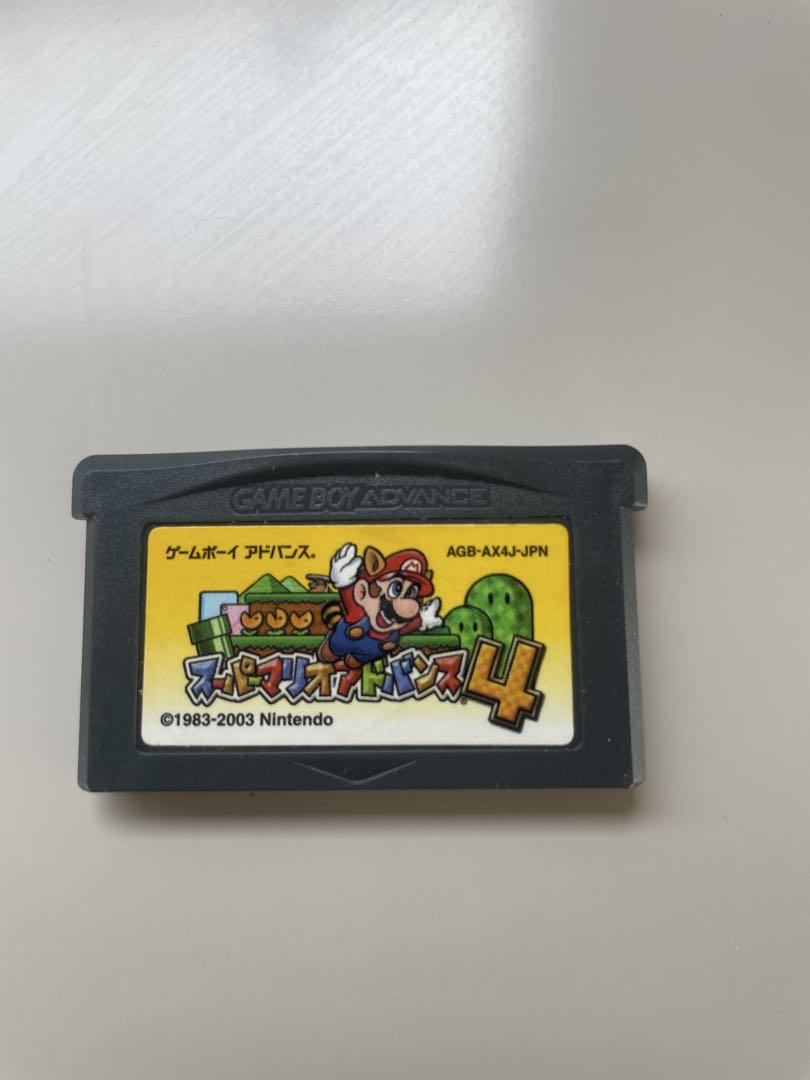 GAME BOY ADVANCE
ゲームボーイ アドバンス®
AGB-AX4J-JPN
M
スーパーマリオアドバンス®4
©1983-2003 Nintendo